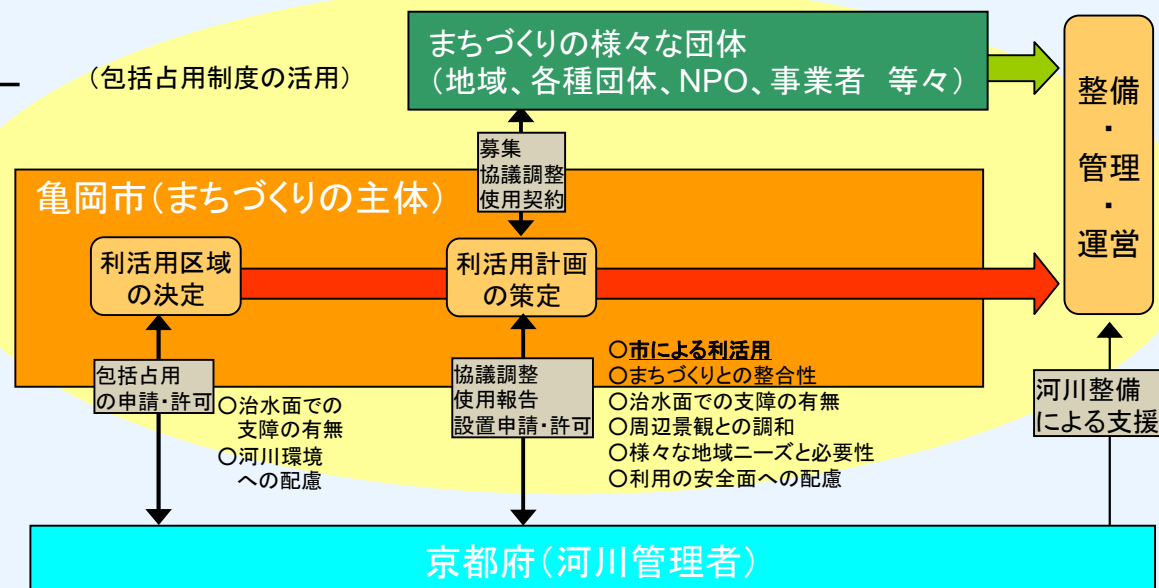 まちづくりの様々な団体
（地域、各種団体、NPO、事業者　等々）
（包括占用制度の活用）
整備
・
管理
・
運営
募集
協議調整
使用契約
亀岡市（まちづくりの主体）
利活用区域
の決定
利活用計画
の策定
包括占用
の申請・許可
○治水面での
支障の有無
○河川環境
への配慮
協議調整
使用報告
設置申請・許可
○市による利活用
○まちづくりとの整合性
○治水面での支障の有無
○周辺景観との調和
○様々な地域ニーズと必要性
○利用の安全面への配慮
河川整備
による支援
京都府（河川管理者）